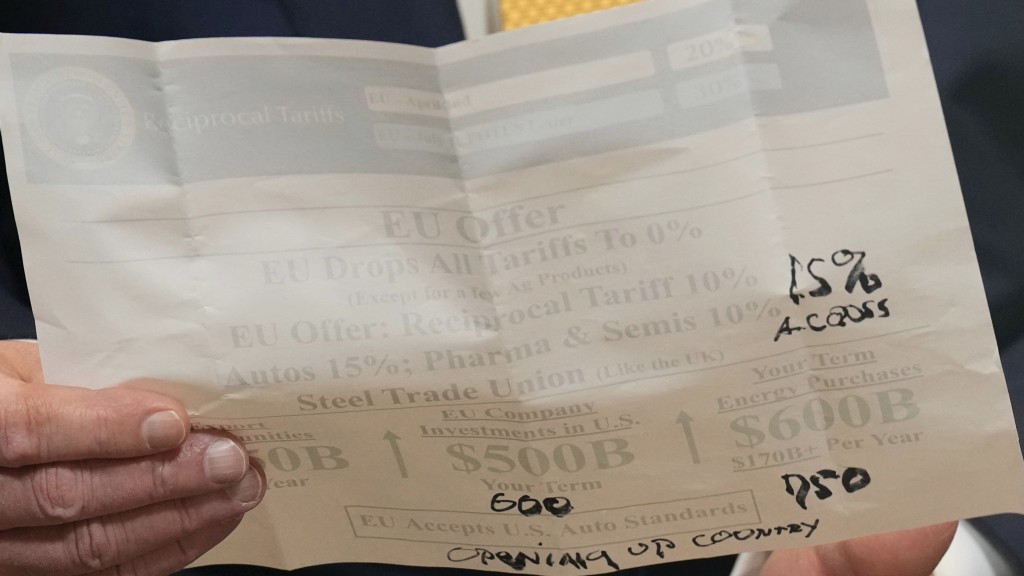 Reciprocal Tariffs
20%
EU Offer
EU Drops All Tariffs To 0%
(Except for a few Ag Products)
EU Offer: Reciprocal Tariff 10%
15%
ACROSS
Autos 15%; Pharma & Semis 10%
Steel Trade Union (Like the UK)
EU Company
Investments in U.S.
$500B
Your Term
600
Your Term
Energy Purchases
$600B
$170B+ Per Year
750
EU Accepts U.S. Auto Standards
OPENING UP COUNTRY